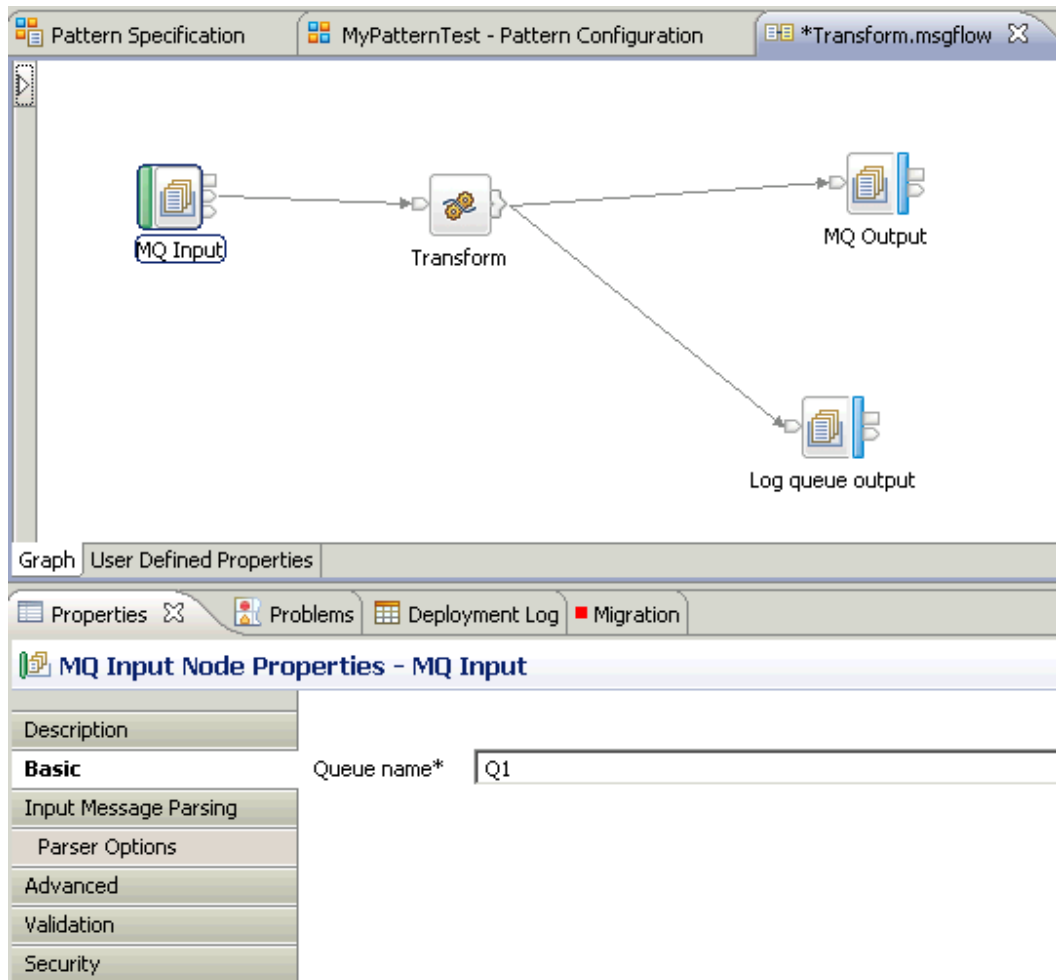 Pattern Specification MyPatternTest - Pattern Configuration *Transform.msgflow
MQ Input
Transform
MQ Output
Log queue output
Graph User Defined Properties
Properties Problems Deployment Log Migration
MQ Input Node Properties - MQ Input
Description
Basic
Queue name* Q1
Input Message Parsing
Parser Options
Advanced
Validation
Security